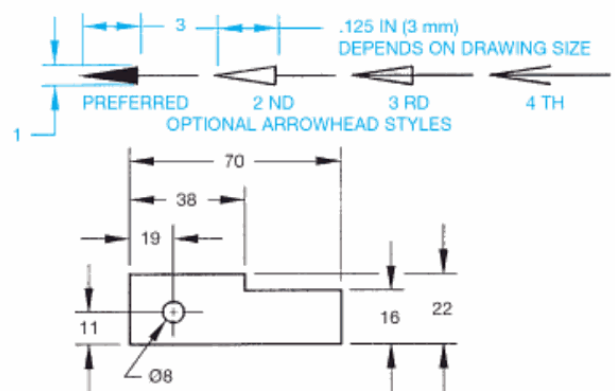 3 .125 IN (3 mm)
DEPENDS ON DRAWING SIZE
PREFERRED 2 ND 3 RD 4 TH
OPTIONAL ARROWHEAD STYLES
1
70
38
19
11 16 22
Ø8